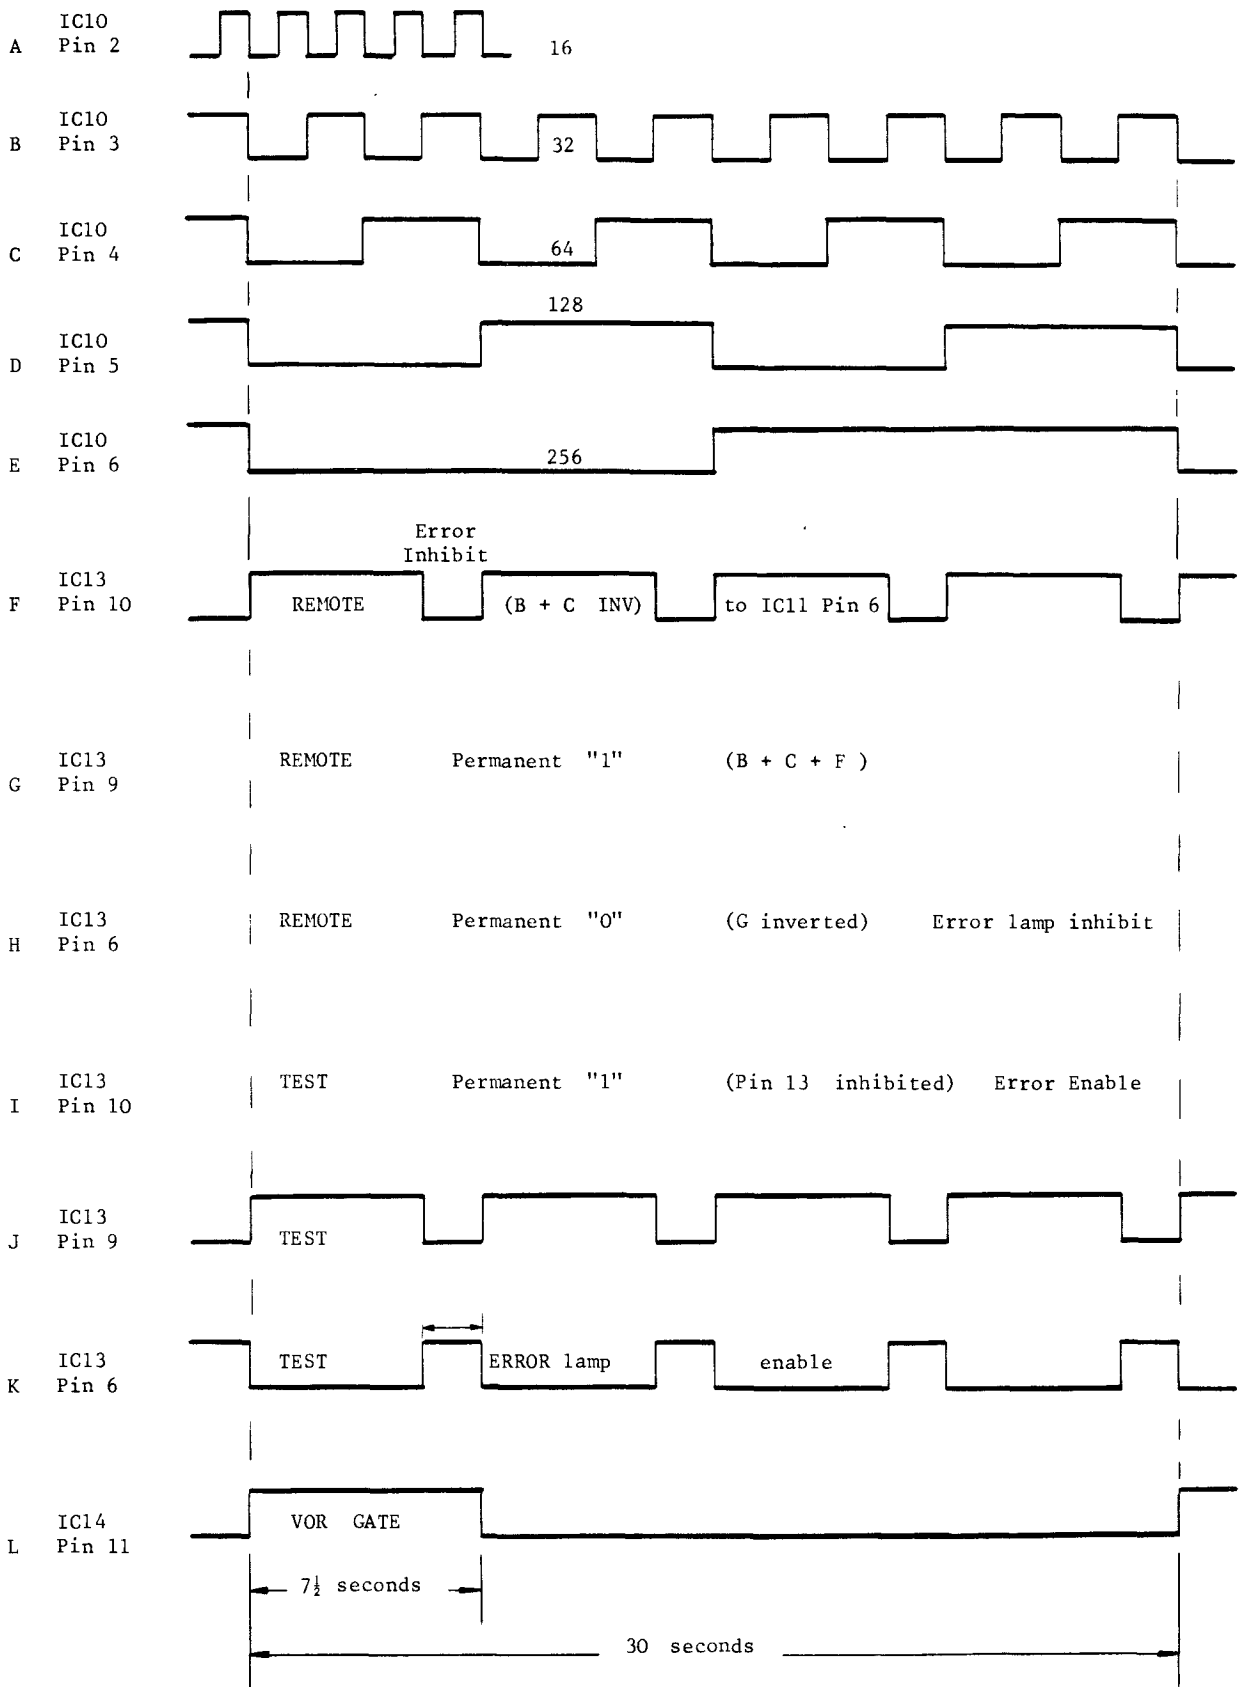 IC10
A Pin 2
16
IC10
B Pin 3
32
IC10
C Pin 4
64
128
IC10
D Pin 5
IC10
E Pin 6
256
Error
Inhibit
IC13
F Pin 10
REMOTE (B + C INV) to IC11 Pin 6
IC13
G Pin 9
REMOTE Permanent "1" (B + C + F )
IC13
H Pin 6
REMOTE Permanent "0" (G inverted) Error lamp inhibit
IC13
I Pin 10
TEST Permanent "1" (Pin 13 inhibited) Error Enable
IC13
J Pin 9
TEST
IC13
K Pin 6
TEST ERROR lamp enable
IC14
L Pin 11
VOR GATE
7½ seconds
30 seconds